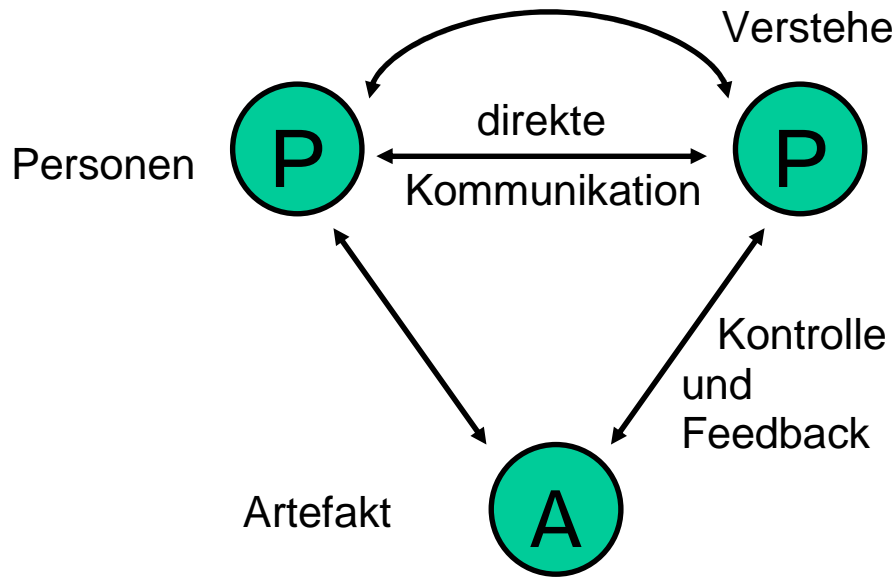 Verstehe
P
direkte
P
Personen
Kommunikation
Kontrolle
und
Feedback
Artefakt
A